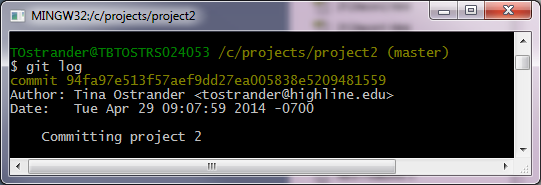 MINGW32:/c/projects/project2
TOstrander@TBTOSTRS024053 /c/projects/project2 (master)
$ git log
commit 94fa97e513f57aef9dd27ea005838e5209481559
Author: Tina Ostrander <tostrander@highline.edu>
Date:   Tue Apr 29 09:07:59 2014 -0700
    Committing project 2